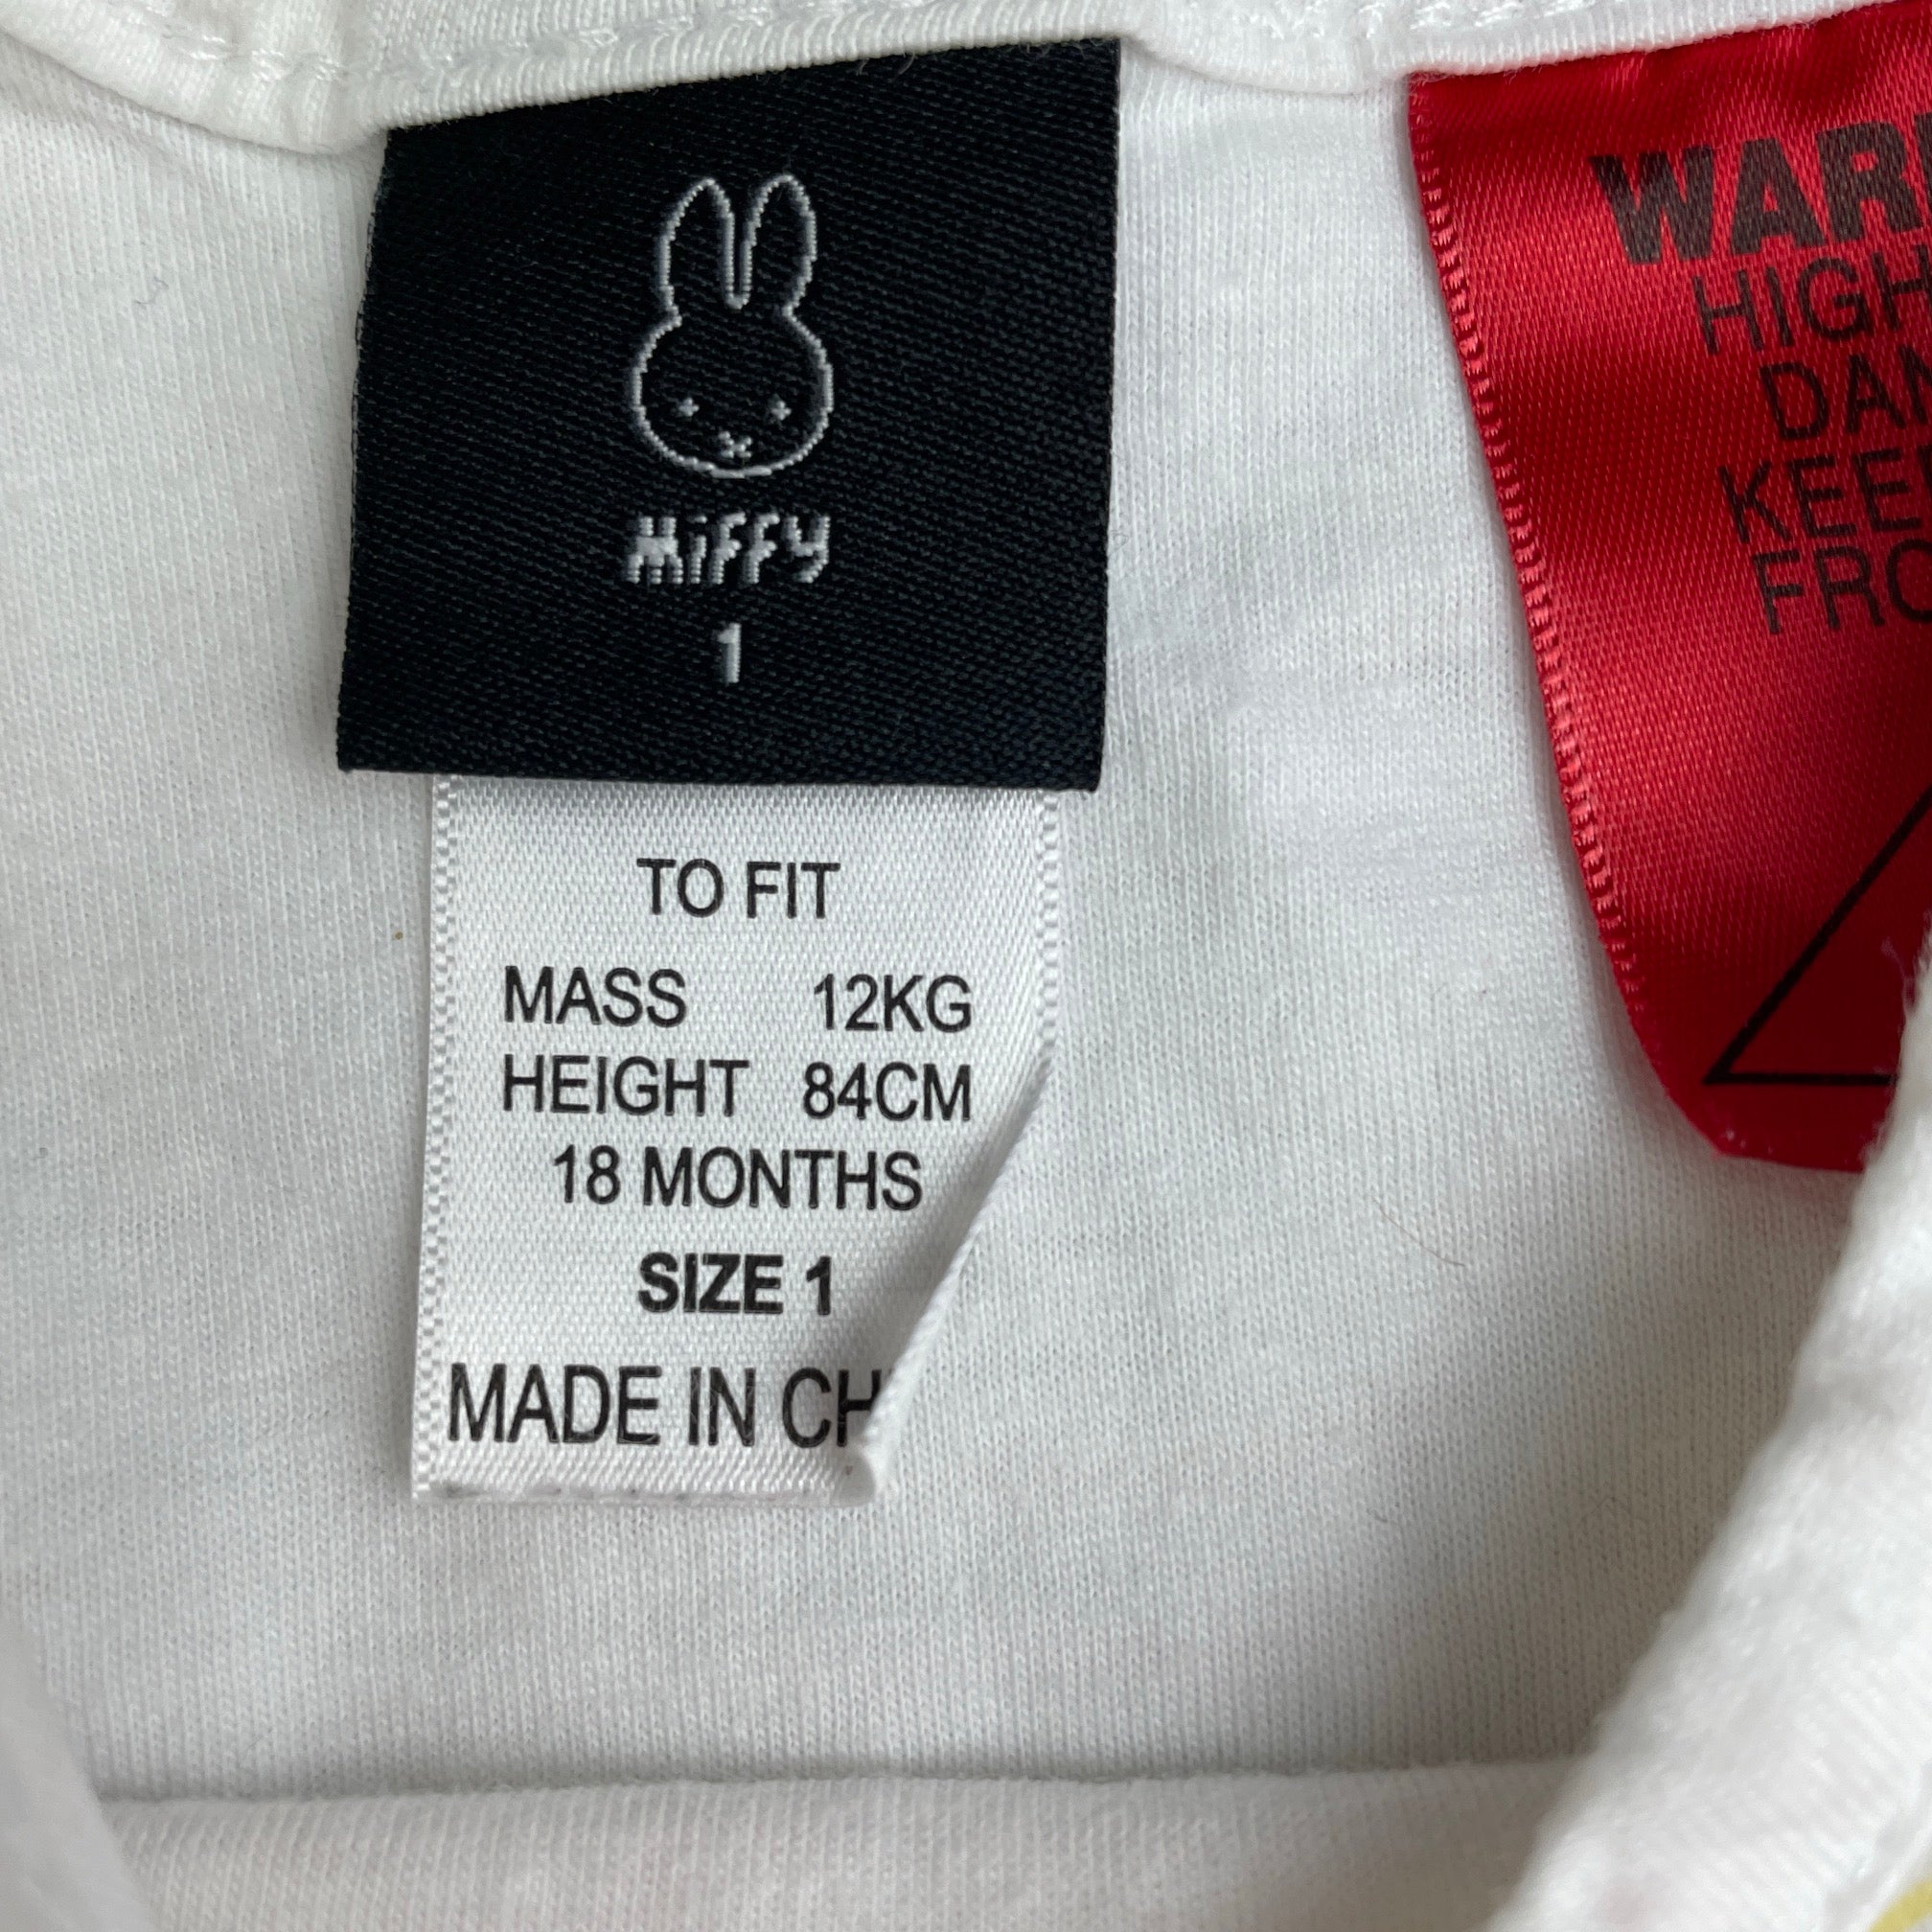 Miffy
1
TO FIT
MASS 12KG
HEIGHT 84CM
18 MONTHS
SIZE 1
MADE IN CH
WAR
HIGH
DAN
KEE
FRO